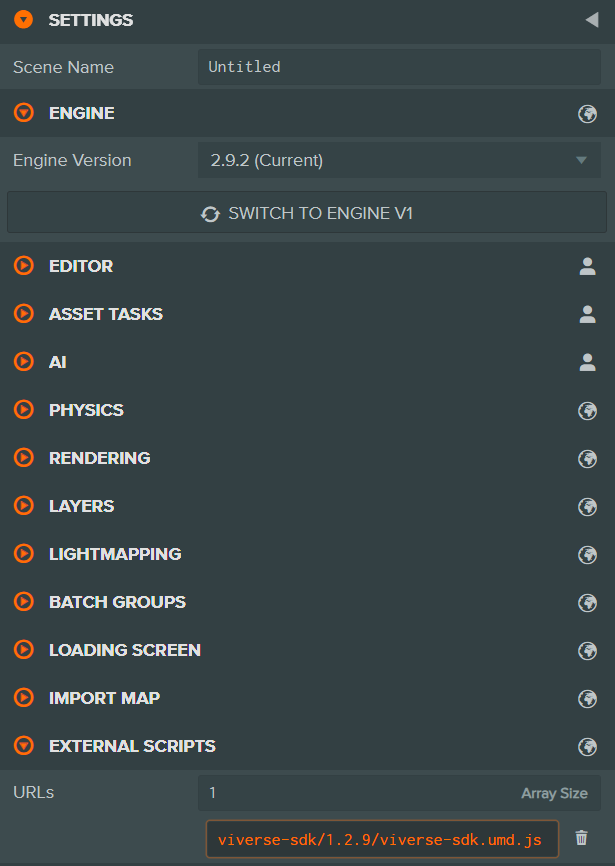 SETTINGS
Scene Name Untitled
ENGINE
Engine Version 2.9.2 (Current)
SWITCH TO ENGINE V1
EDITOR
ASSET TASKS
AI
PHYSICS
RENDERING
LAYERS
LIGHTMAPPING
BATCH GROUPS
LOADING SCREEN
IMPORT MAP
EXTERNAL SCRIPTS
URLs 1 Array Size
viverse-sdk/1.2.9/viverse-sdk.umd.js